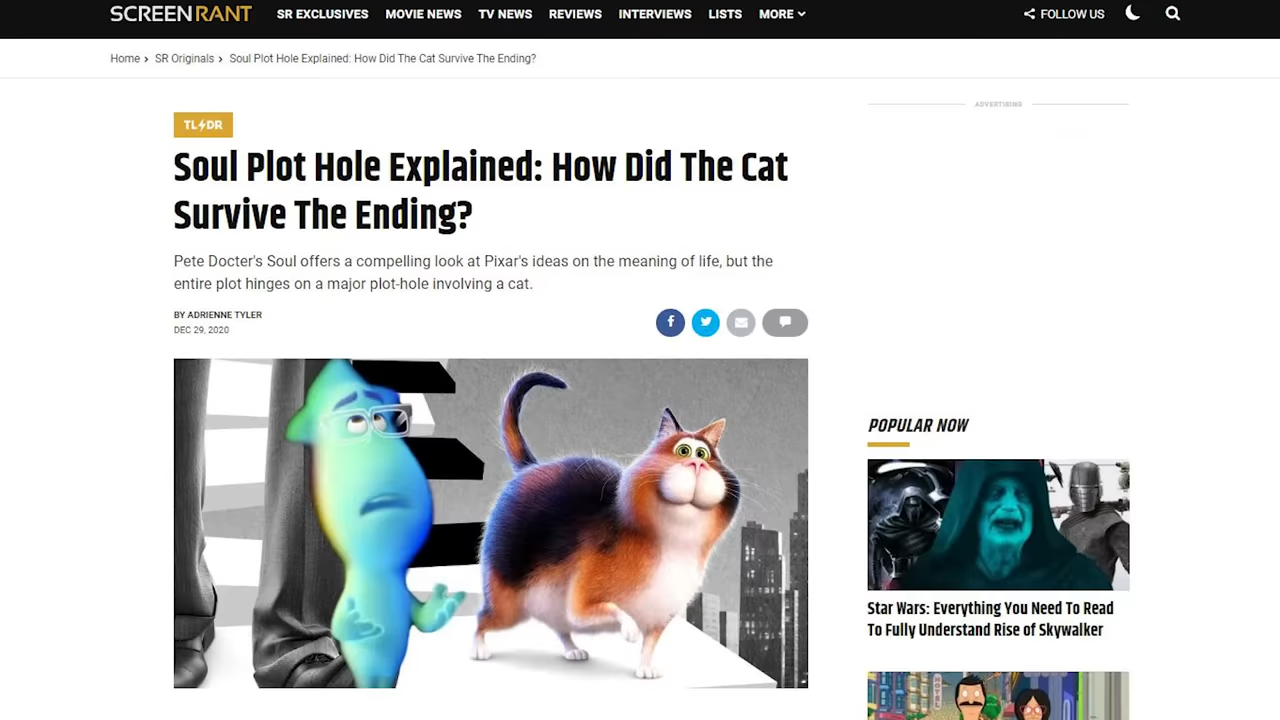 SCREENRANT SR EXCLUSIVES MOVIE NEWS TV NEWS REVIEWS INTERVIEWS LISTS MORE FOLLOW US
Home › SR Originals › Soul Plot Hole Explained: How Did The Cat Survive The Ending?
ADVERTISING
TL DR
Soul Plot Hole Explained: How Did The Cat
Survive The Ending?
Pete Docter's Soul offers a compelling look at Pixar's ideas on the meaning of life, but the
entire plot hinges on a major plot-hole involving a cat.
BY ADRIENNE TYLER
DEC 29, 2020
POPULAR NOW
Star Wars: Everything You Need To Read
To Fully Understand Rise of Skywalker